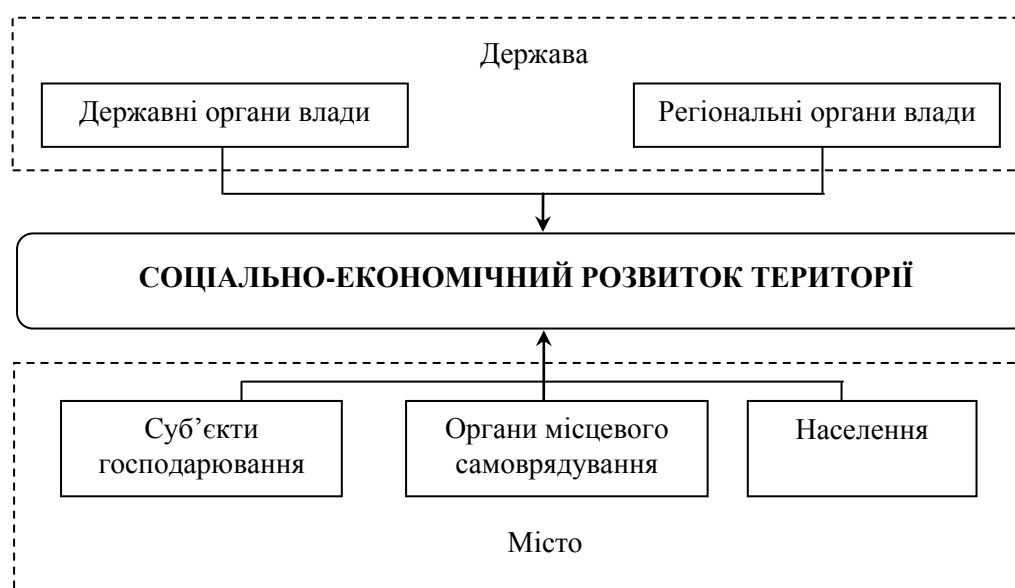 Держава
Державні органи влади
Регіональні органи влади
СОЦІАЛЬНО-ЕКОНОМІЧНИЙ РОЗВИТОК ТЕРИТОРІЇ
Суб’єкти
господарювання
Органи місцевого
самоврядування
Населення
Місто